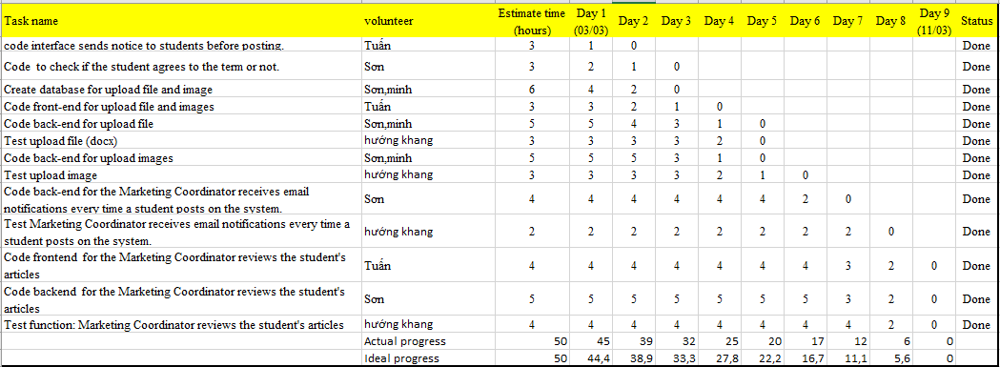 Task name volunteer Estimate time (hours) Day 1 (03/03) Day 2 Day 3 Day 4 Day 5 Day 6 Day 7 Day 8 Day 9 (11/03) Status
code interface sends notice to students before posting. Tuấn 3 1 0 Done
Code to check if the student agrees to the term or not. Sơn 3 2 1 0 Done
Create database for upload file and image Sơn,minh 6 4 2 0 Done
Code front-end for upload file and images Tuấn 3 3 2 1 0 Done
Code back-end for upload file Sơn,minh 5 5 4 3 1 0 Done
Test upload file (docx) hướng khang 3 3 3 3 2 0 Done
Code back-end for upload images Sơn,minh 5 5 5 3 1 0 Done
Test upload image hướng khang 3 3 3 3 2 1 0 Done
Code back-end for the Marketing Coordinator receives email
notifications every time a student posts on the system. Sơn 4 4 4 4 4 4 2 0 Done
Test Marketing Coordinator receives email notifications every time a
student posts on the system. hướng khang 2 2 2 2 2 2 2 2 0 Done
Code frontend for the Marketing Coordinator reviews the student's
articles Tuấn 4 4 4 4 4 4 4 3 2 0 Done
Code backend for the Marketing Coordinator reviews the student's
articles Sơn 5 5 5 5 5 5 5 3 2 0 Done
Test function: Marketing Coordinator reviews the student's articles hướng khang 4 4 4 4 4 4 4 4 2 0 Done
Actual progress 50 45 39 32 25 20 17 12 6 0
Ideal progress 50 44,4 38,9 33,3 27,8 22,2 16,7 11,1 5,6 0